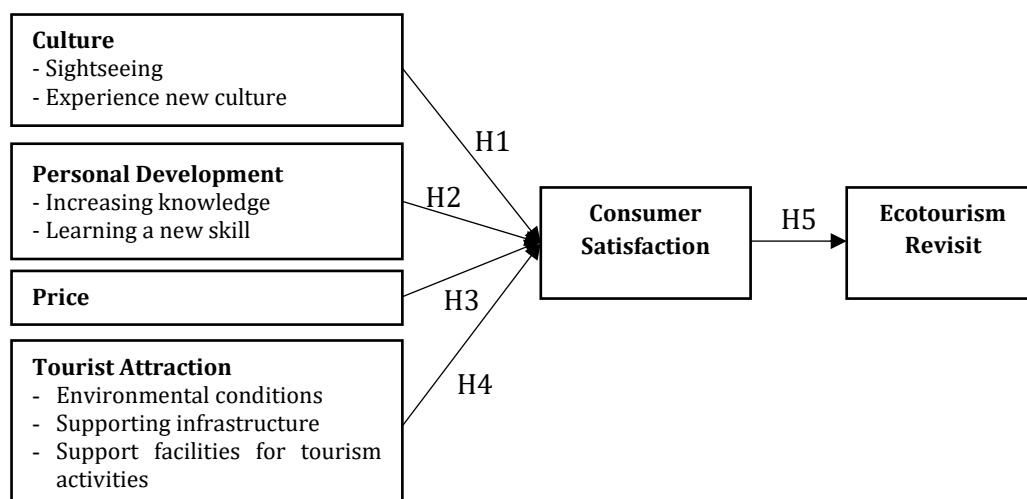 Culture
- Sightseeing
- Experience new culture
H1
Personal Development
- Increasing knowledge
- Learning a new skill
H2
Price
H3
Tourist Attraction
- Environmental conditions
- Supporting infrastructure
- Support facilities for tourism
activities
H4
Consumer
Satisfaction
H5
Ecotourism
Revisit